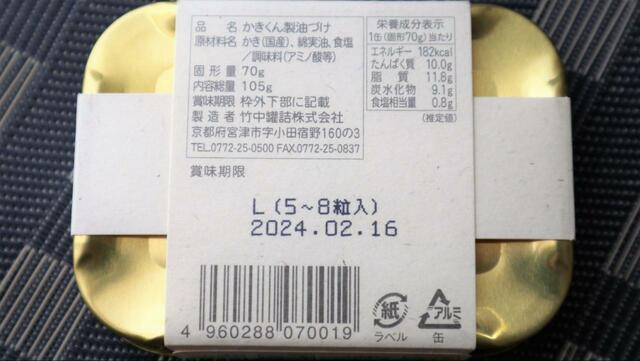 品名 かきくん製油づけ
原材料名 かき(国産)、綿実油、食塩
/調味料(アミノ酸等)
固形量 70g
内容総量 105g
賞味期限 枠外下部に記載
製造者 竹中罐詰株式会社
京都府宮津市字小田宿野160の3
TEL.0772-25-0500 FAX.0772-25-0837
栄養成分表示
1缶(固形70g)当たり
エネルギー 182kcal
たんぱく質 10.0g
脂質 11.8g
炭水化物 9.1g
食塩相当量 0.8g
(推定値)
賞味期限
L(5~8粒入)
2024.02.16
4 960288 070019
紙
ラベル
アルミ
缶